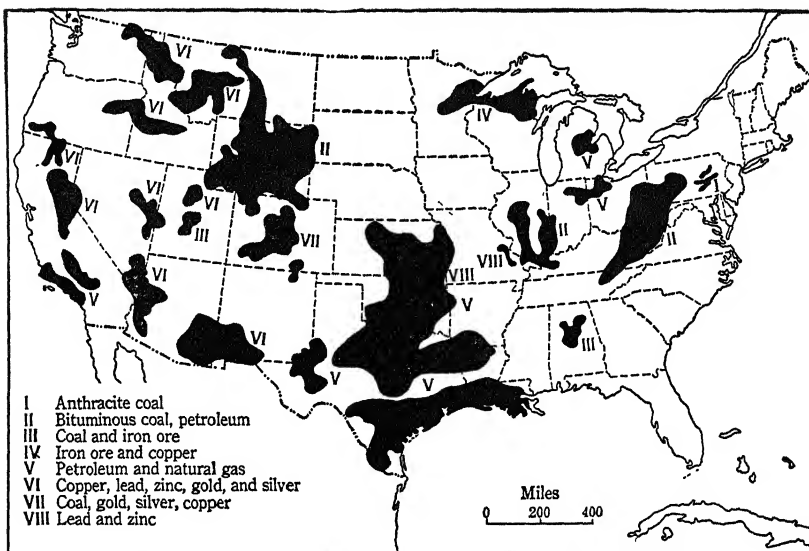 VI
VI
VI
II
IV
V
VI
VI
VI
VI
III
VII
VIII
II
V
I
II
VIII
V
VI
V
VI
V
V
III
I Anthracite coal
II Bituminous coal, petroleum
III Coal and iron ore
IV Iron ore and copper
V Petroleum and natural gas
VI Copper, lead, zinc, gold, and silver
VII Coal, gold, silver, copper
VIII Lead and zinc
Miles
0 200 400